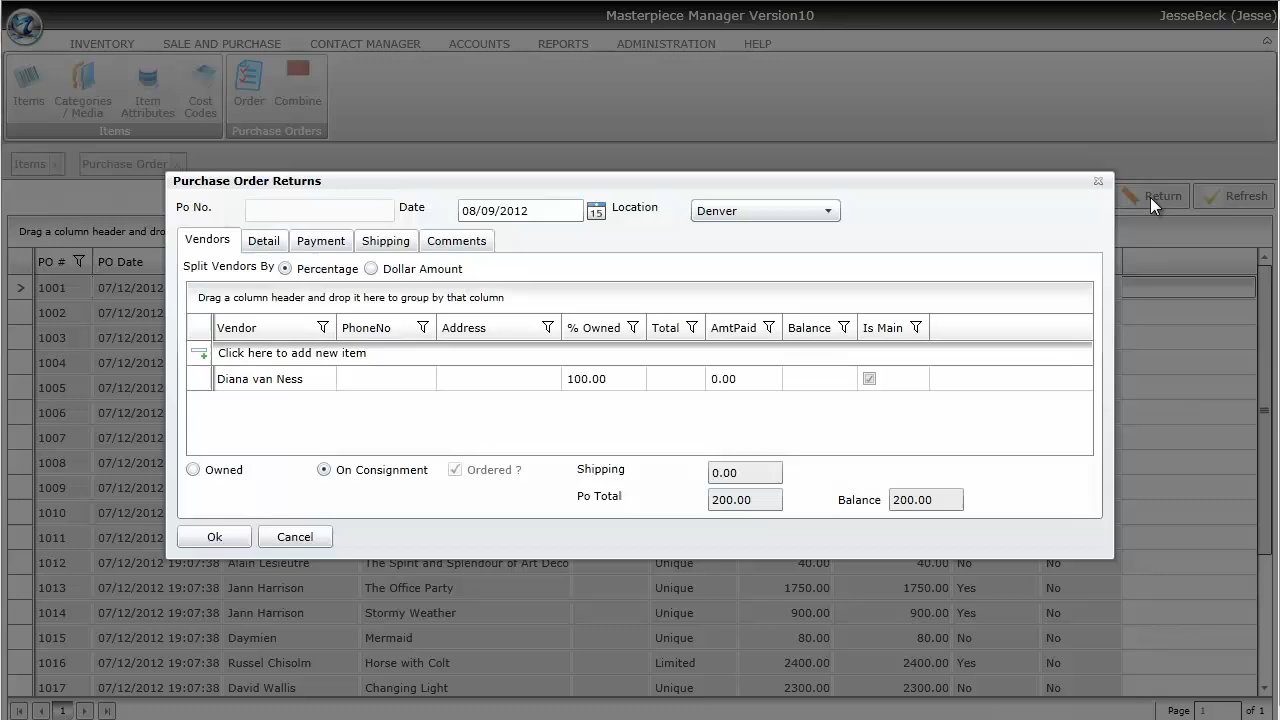 Masterpiece Manager Version10
JesseBeck (Jesse)
INVENTORY SALE AND PURCHASE CONTACT MANAGER ACCOUNTS REPORTS ADMINISTRATION HELP
Items Categories / Media Item Attributes Cost Codes Order Combine
Items Purchase Orders
Items Purchase Order
Return Refresh
Purchase Order Returns
Po No. Date 08/09/2012 15 Location Denver
Vendors Detail Payment Shipping Comments
Split Vendors By Percentage Dollar Amount
Drag a column header and drop it here to group by that column
Vendor PhoneNo Address % Owned Total AmtPaid Balance Is Main
Click here to add new item
Diana van Ness 100.00 0.00
Owned On Consignment Ordered ? Shipping 0.00
Po Total 200.00 Balance 200.00
Ok Cancel
Drag a column header and dro
PO # PO Date
1001 07/12/2012
1002 07/12/2012
1003 07/12/2012
1004 07/12/2012
1005 07/12/2012
1006 07/12/2012
1007 07/12/2012
1008 07/12/2012
1009 07/12/2012
1010 07/12/2012
1011 07/12/2012
1012 07/12/2012 19:07:38 Alain Lesieutre The Spirit and Splendour of Art Deco Unique 40.00 40.00 No No
1013 07/12/2012 19:07:38 Jann Harrison The Office Party Unique 1750.00 1750.00 Yes No
1014 07/12/2012 19:07:38 Jann Harrison Stormy Weather Unique 900.00 900.00 Yes No
1015 07/12/2012 19:07:38 Daymien Mermaid Unique 80.00 80.00 No No
1016 07/12/2012 19:07:38 Russel Chisolm Horse with Colt Limited 2400.00 2400.00 Yes No
1017 07/12/2012 19:07:38 David Wallis Changing Light Unique 2300.00 2300.00 No No
1 Page 1 of 1